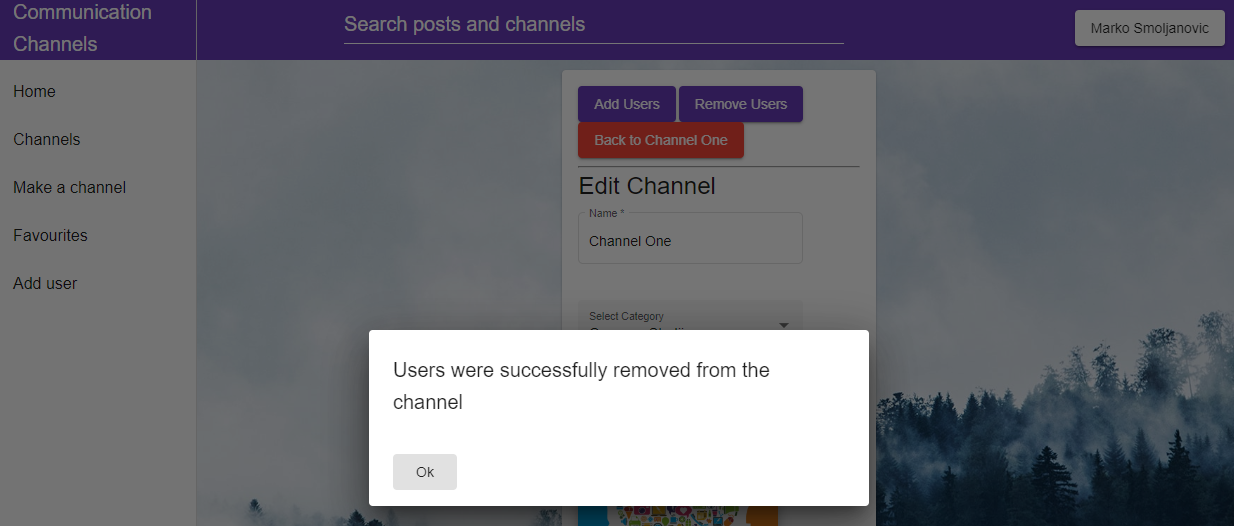 Communication
Channels
Search posts and channels
Marko Smoljanovic
Home
Channels
Make a channel
Favourites
Add user
Add Users
Remove Users
Back to Channel One
Edit Channel
Name *
Channel One
Select Category
Users were successfully removed from the
channel
Ok